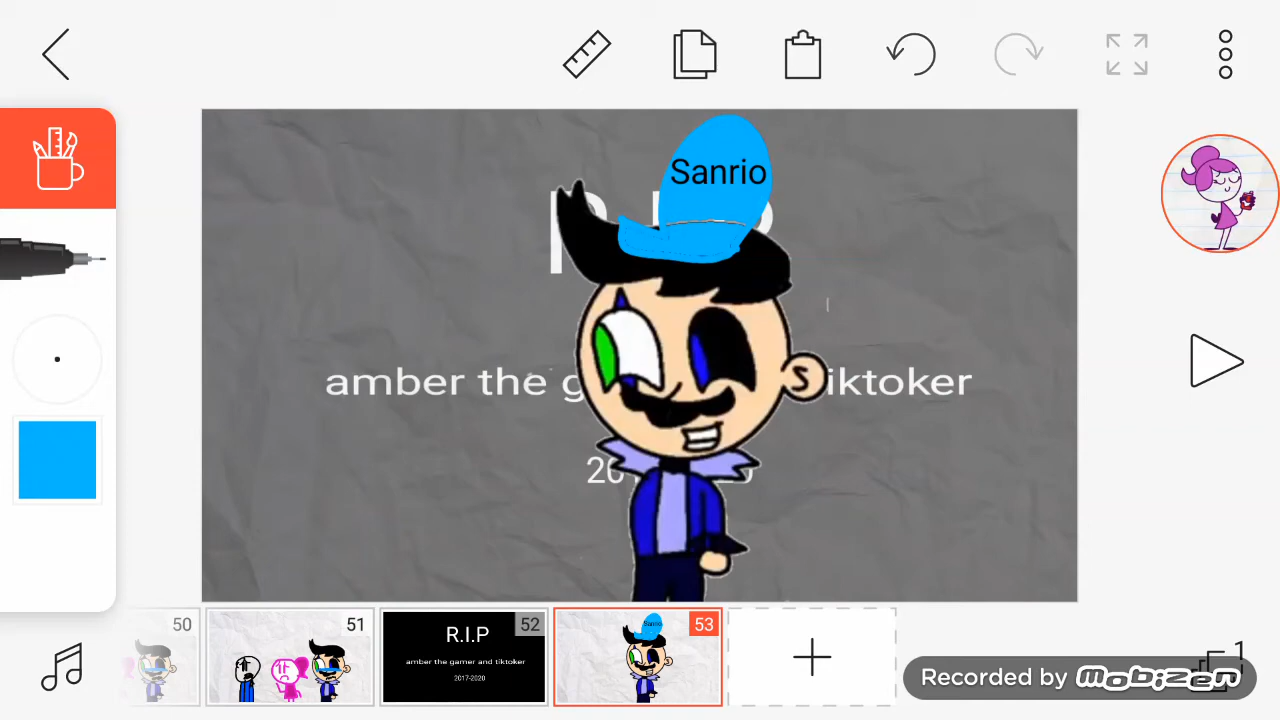 Sanrio
amber the g
iktoker
20
50
51
52
53
R.I.P
amber the gamer and tiktoker
2017-2020
Sanrio
1
Recorded by mobizen